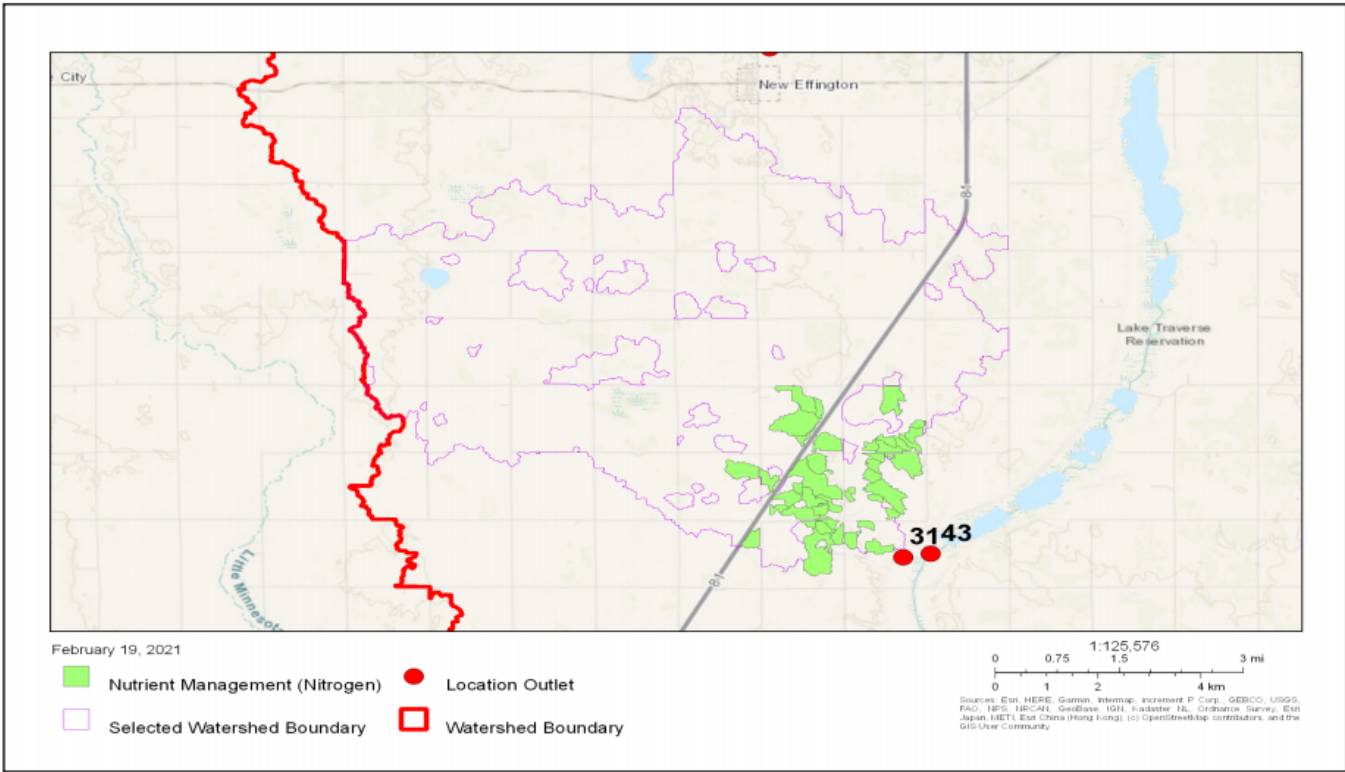 e City
New Effington
81
Lake Traverse
Reservation
3143
81
Little Minnesot
February 19, 2021
1:125,576
0 0.75 1.5 3 mi
0 1 2 4 km
Nutrient Management (Nitrogen)
Location Outlet
Selected Watershed Boundary
Watershed Boundary
Sources: Esri, HERE, Garmin, Intermap, increment P Corp., GEBCO, USGS,
FAO, NPS, NRCAN, GeoBase, IGN, Kadaster NL, Ordnance Survey, Esri
Japan, METI, Esri China (Hong Kong), (c) OpenStreetMap contributors, and the
GIS User Community